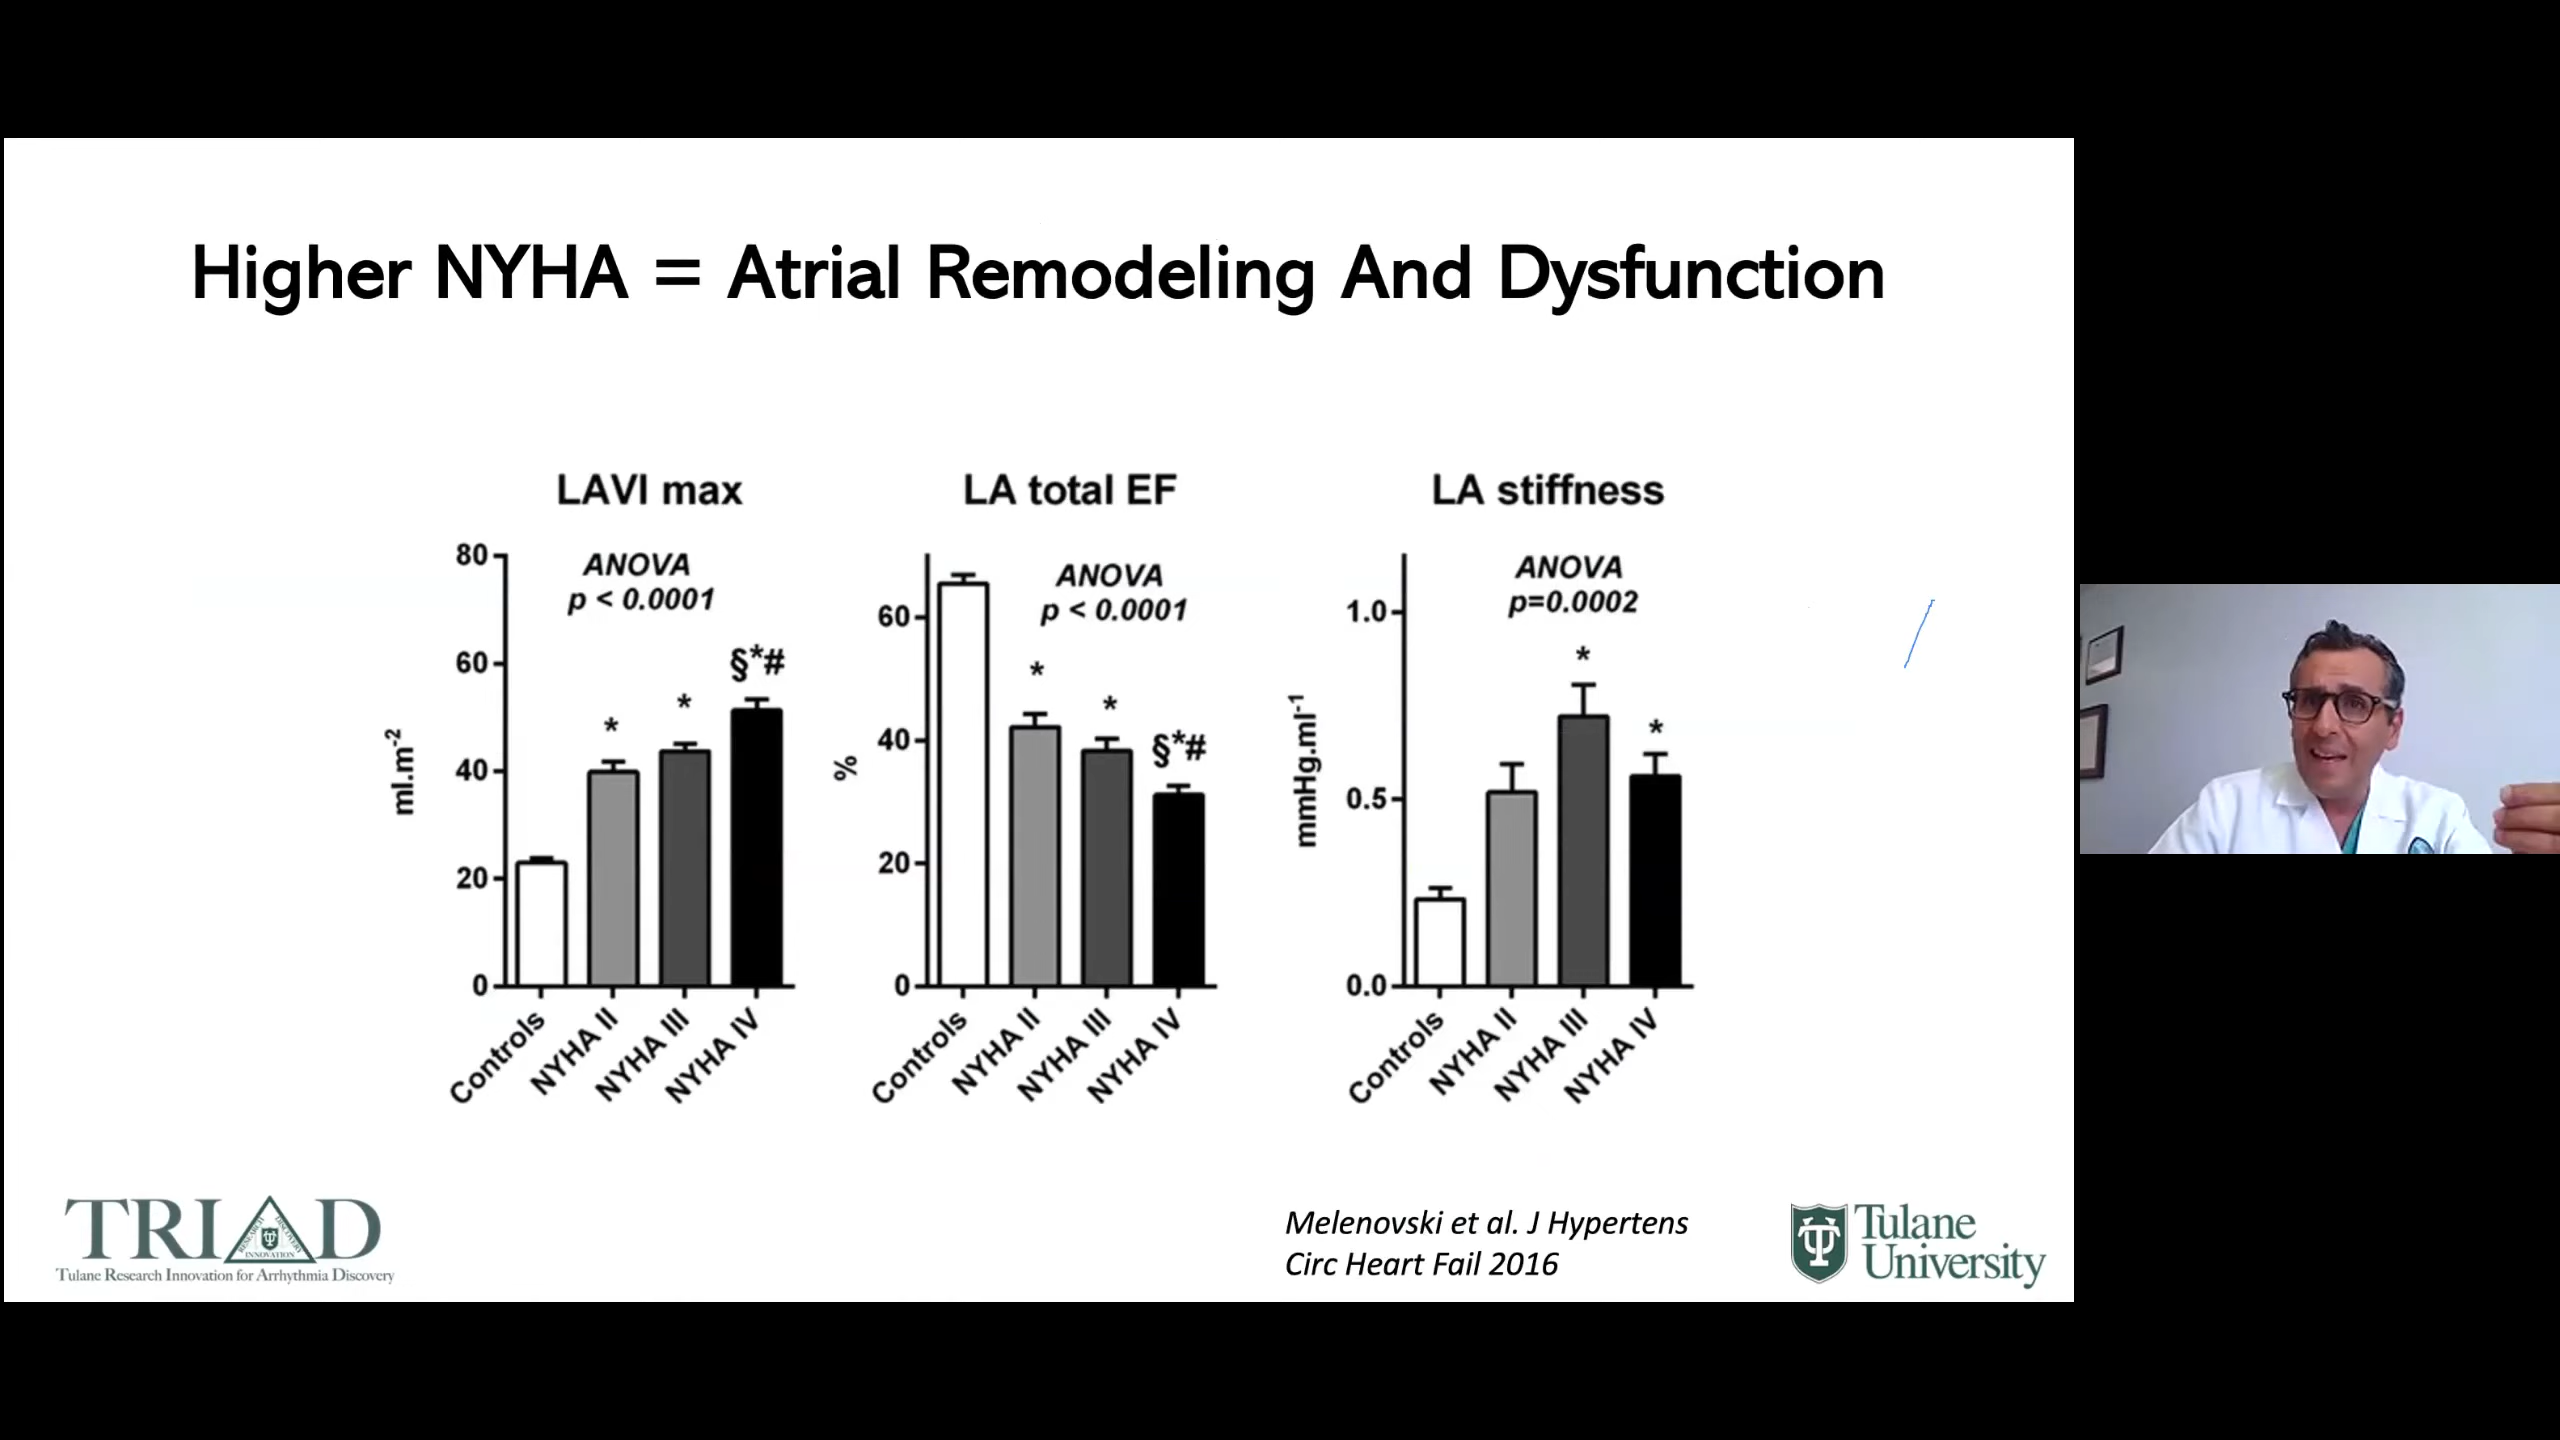 Higher NYHA = Atrial Remodeling And Dysfunction
LAVI max
ANOVA
p < 0.0001
80
60
40
20
0
ml.m-2
*
*
§*#
Controls
NYHA II
NYHA III
NYHA IV
LA total EF
ANOVA
p < 0.0001
60
40
20
0
%
*
*
§*#
Controls
NYHA II
NYHA III
NYHA IV
LA stiffness
ANOVA
p=0.0002
1.0
0.5
0.0
mmHg.ml-1
*
*
Controls
NYHA II
NYHA III
NYHA IV
TRIAD
RESEARCH
DISCOVERY
INNOVATION
Tulane Research Innovation for Arrhythmia Discovery
Melenovski et al. J Hypertens
Circ Heart Fail 2016
Tulane
University